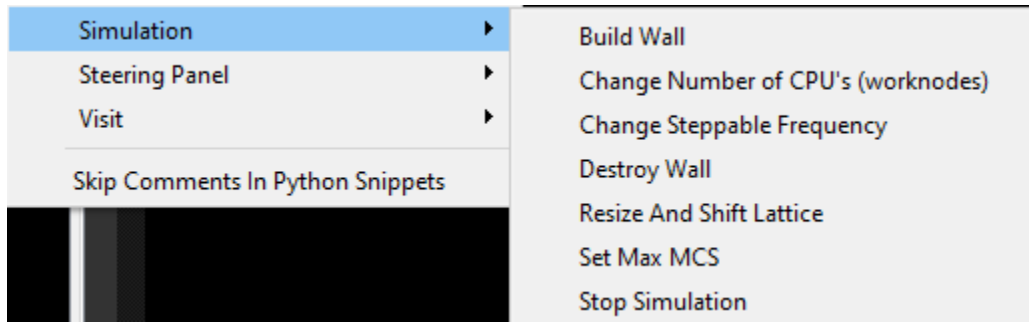 Simulation
Steering Panel
Visit
Skip Comments In Python Snippets
Build Wall
Change Number of CPU's (worknodes)
Change Steppable Frequency
Destroy Wall
Resize And Shift Lattice
Set Max MCS
Stop Simulation